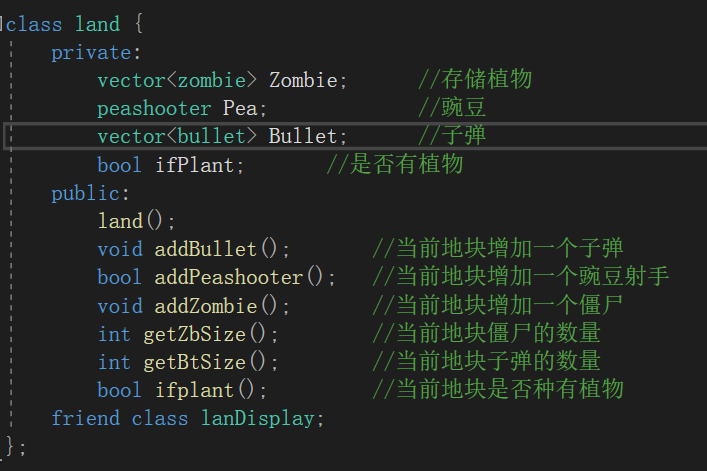 class land {
private:
vector<zombie> Zombie; //存储植物
peashooter Pea; //豌豆
vector<bullet> Bullet; //子弹
bool ifPlant; //是否有植物
public:
land();
void addBullet(); //当前地块增加一个子弹
bool addPeashooter(); //当前地块增加一个豌豆射手
void addZombie(); //当前地块增加一个僵尸
int getZbSize(); //当前地块僵尸的数量
int getBtSize(); //当前地块子弹的数量
bool ifplant(); //当前地块是否种有植物
friend class lanDisplay;
};